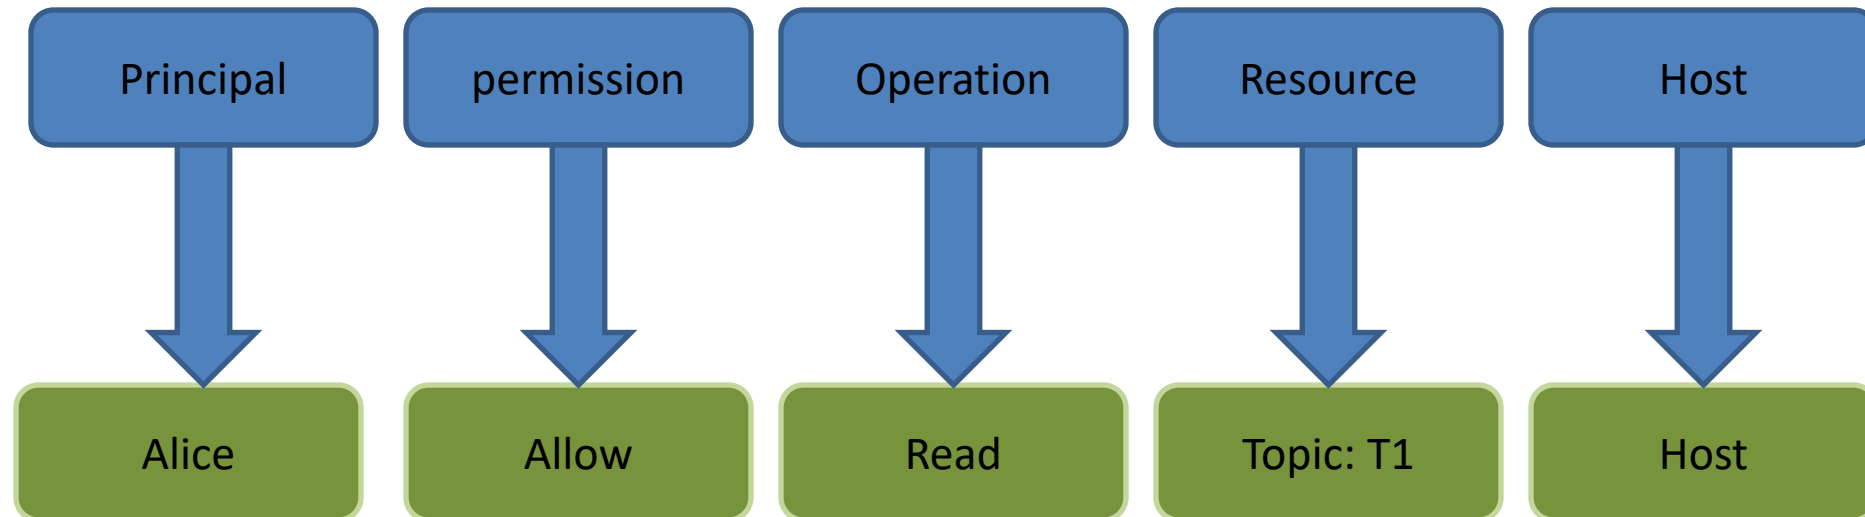 Principal
permission
Operation
Resource
Host
Alice
Allow
Read
Topic: T1
Host